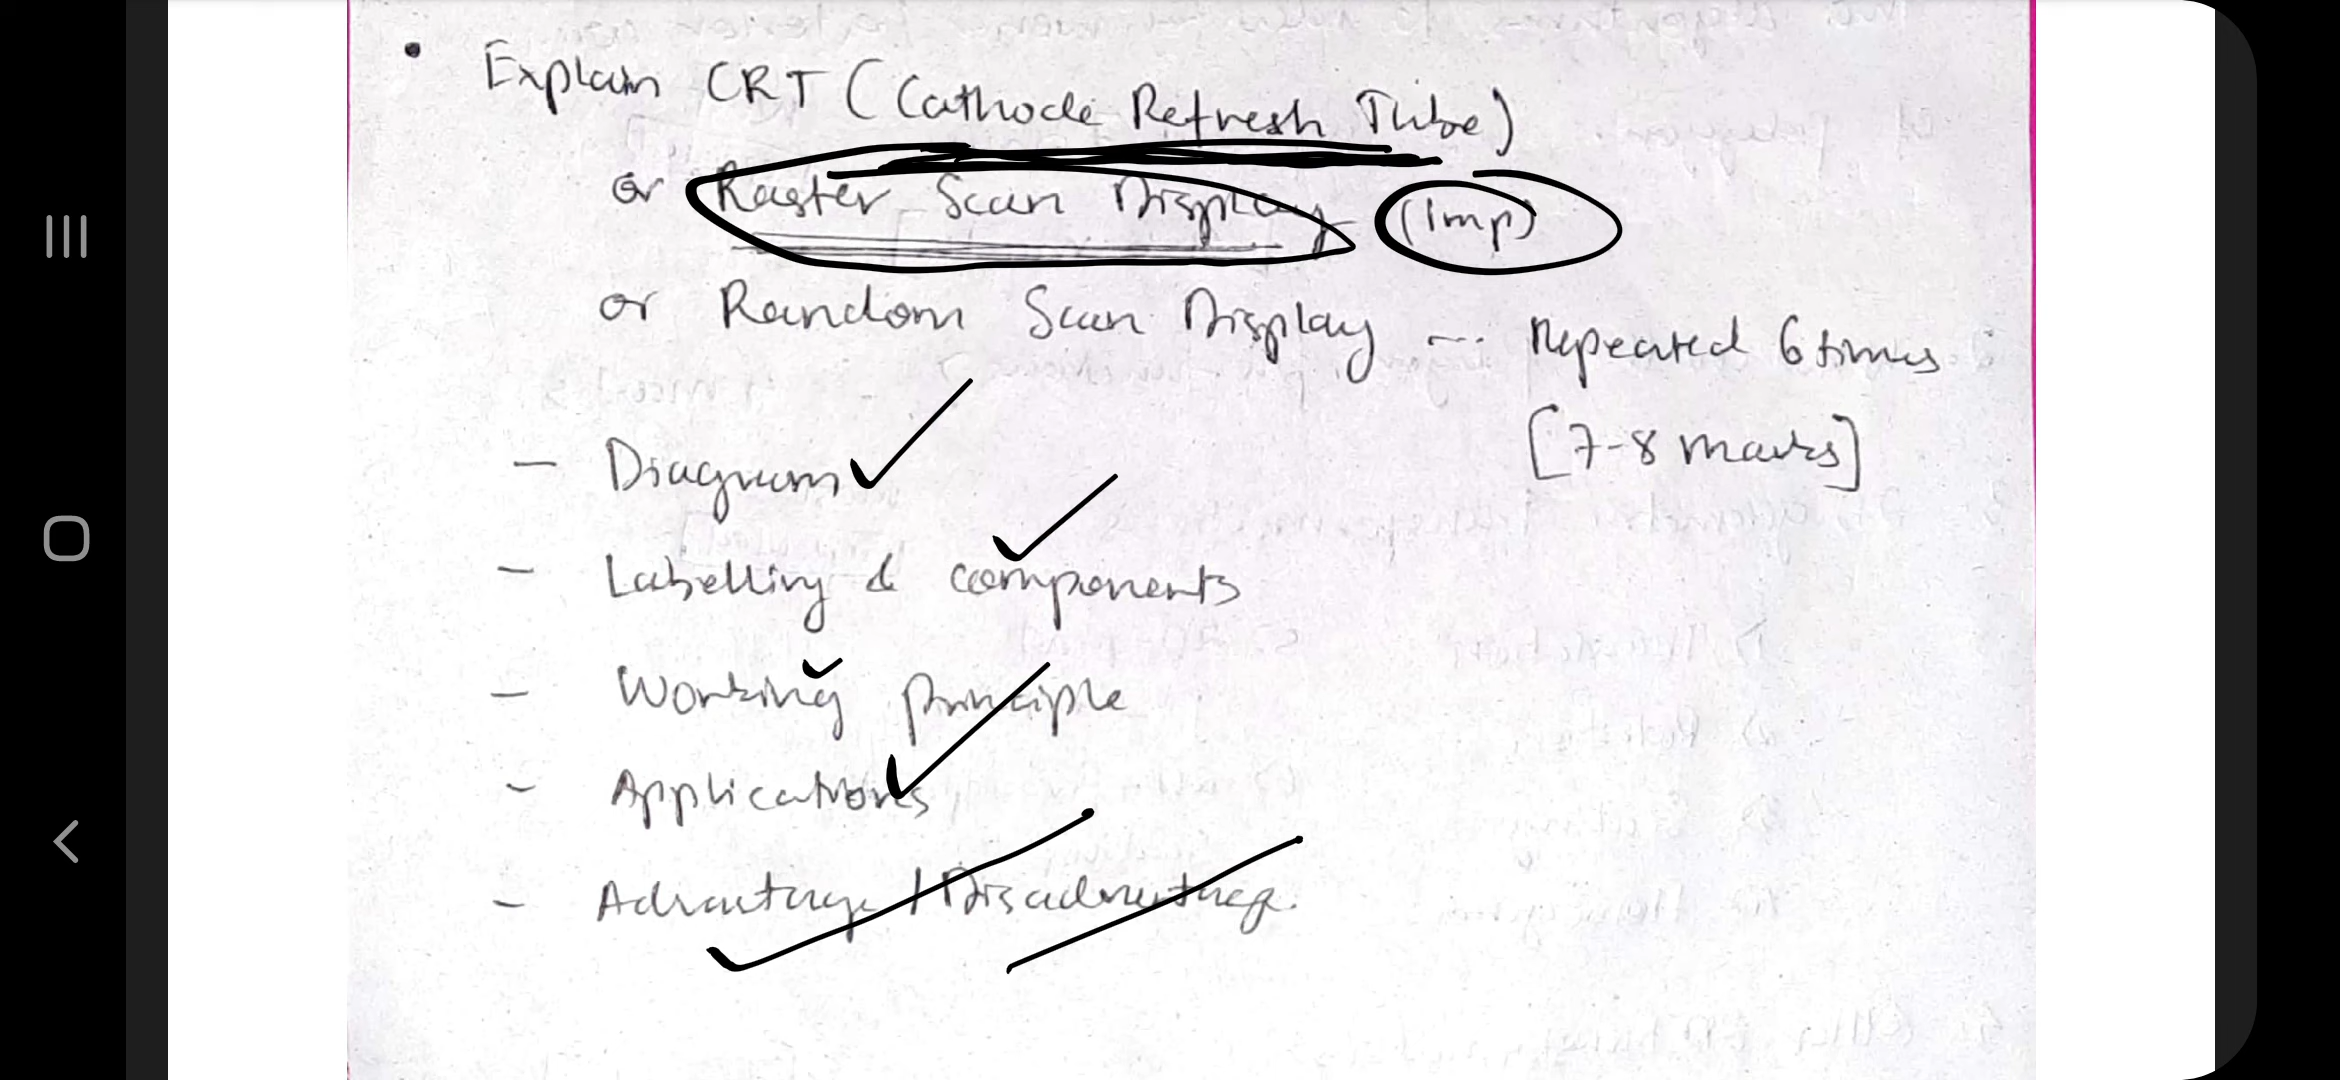 • Explain CRT (Cathode Refresh Tube)
or Raster Scan Display (Imp)
or Random Scan Display --- Repeated 6 times
[7-8 marks]
- Diagram
- Labelling & components
- Working principle
- Applications
- Advantage / Disadvantage.